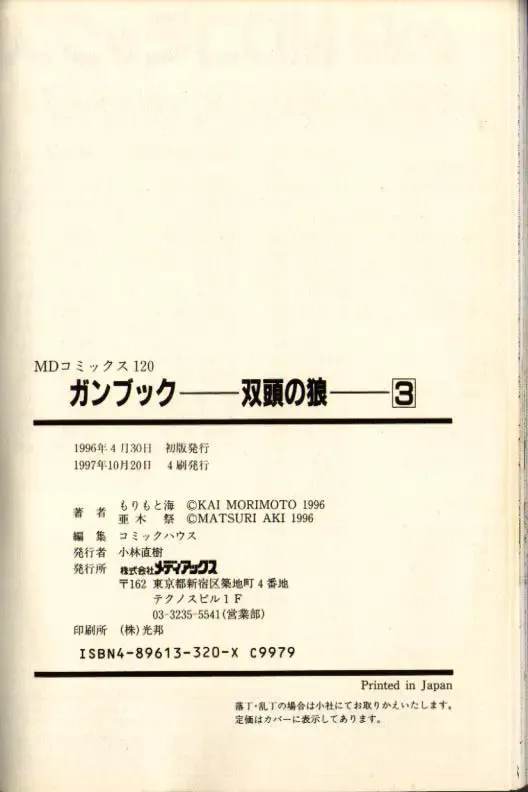 MDコミックス120
ガンブック――双頭の狼――3
1996年4月30日 初版発行
1997年10月20日 4刷発行
著者 もりもと海 ©KAI MORIMOTO 1996
亜木 祭 ©MATSURI AKI 1996
編集 コミックハウス
発行者 小林直樹
発行所 株式会社メディアックス
〒162 東京都新宿区築地町4番地
テクノスビル1F
03-3235-5541(営業部)
印刷所 (株)光邦
ISBN4-89613-320-X C9979
Printed in Japan
落丁・乱丁の場合は小社にてお取りかえいたします。
定価はカバーに表示してあります。